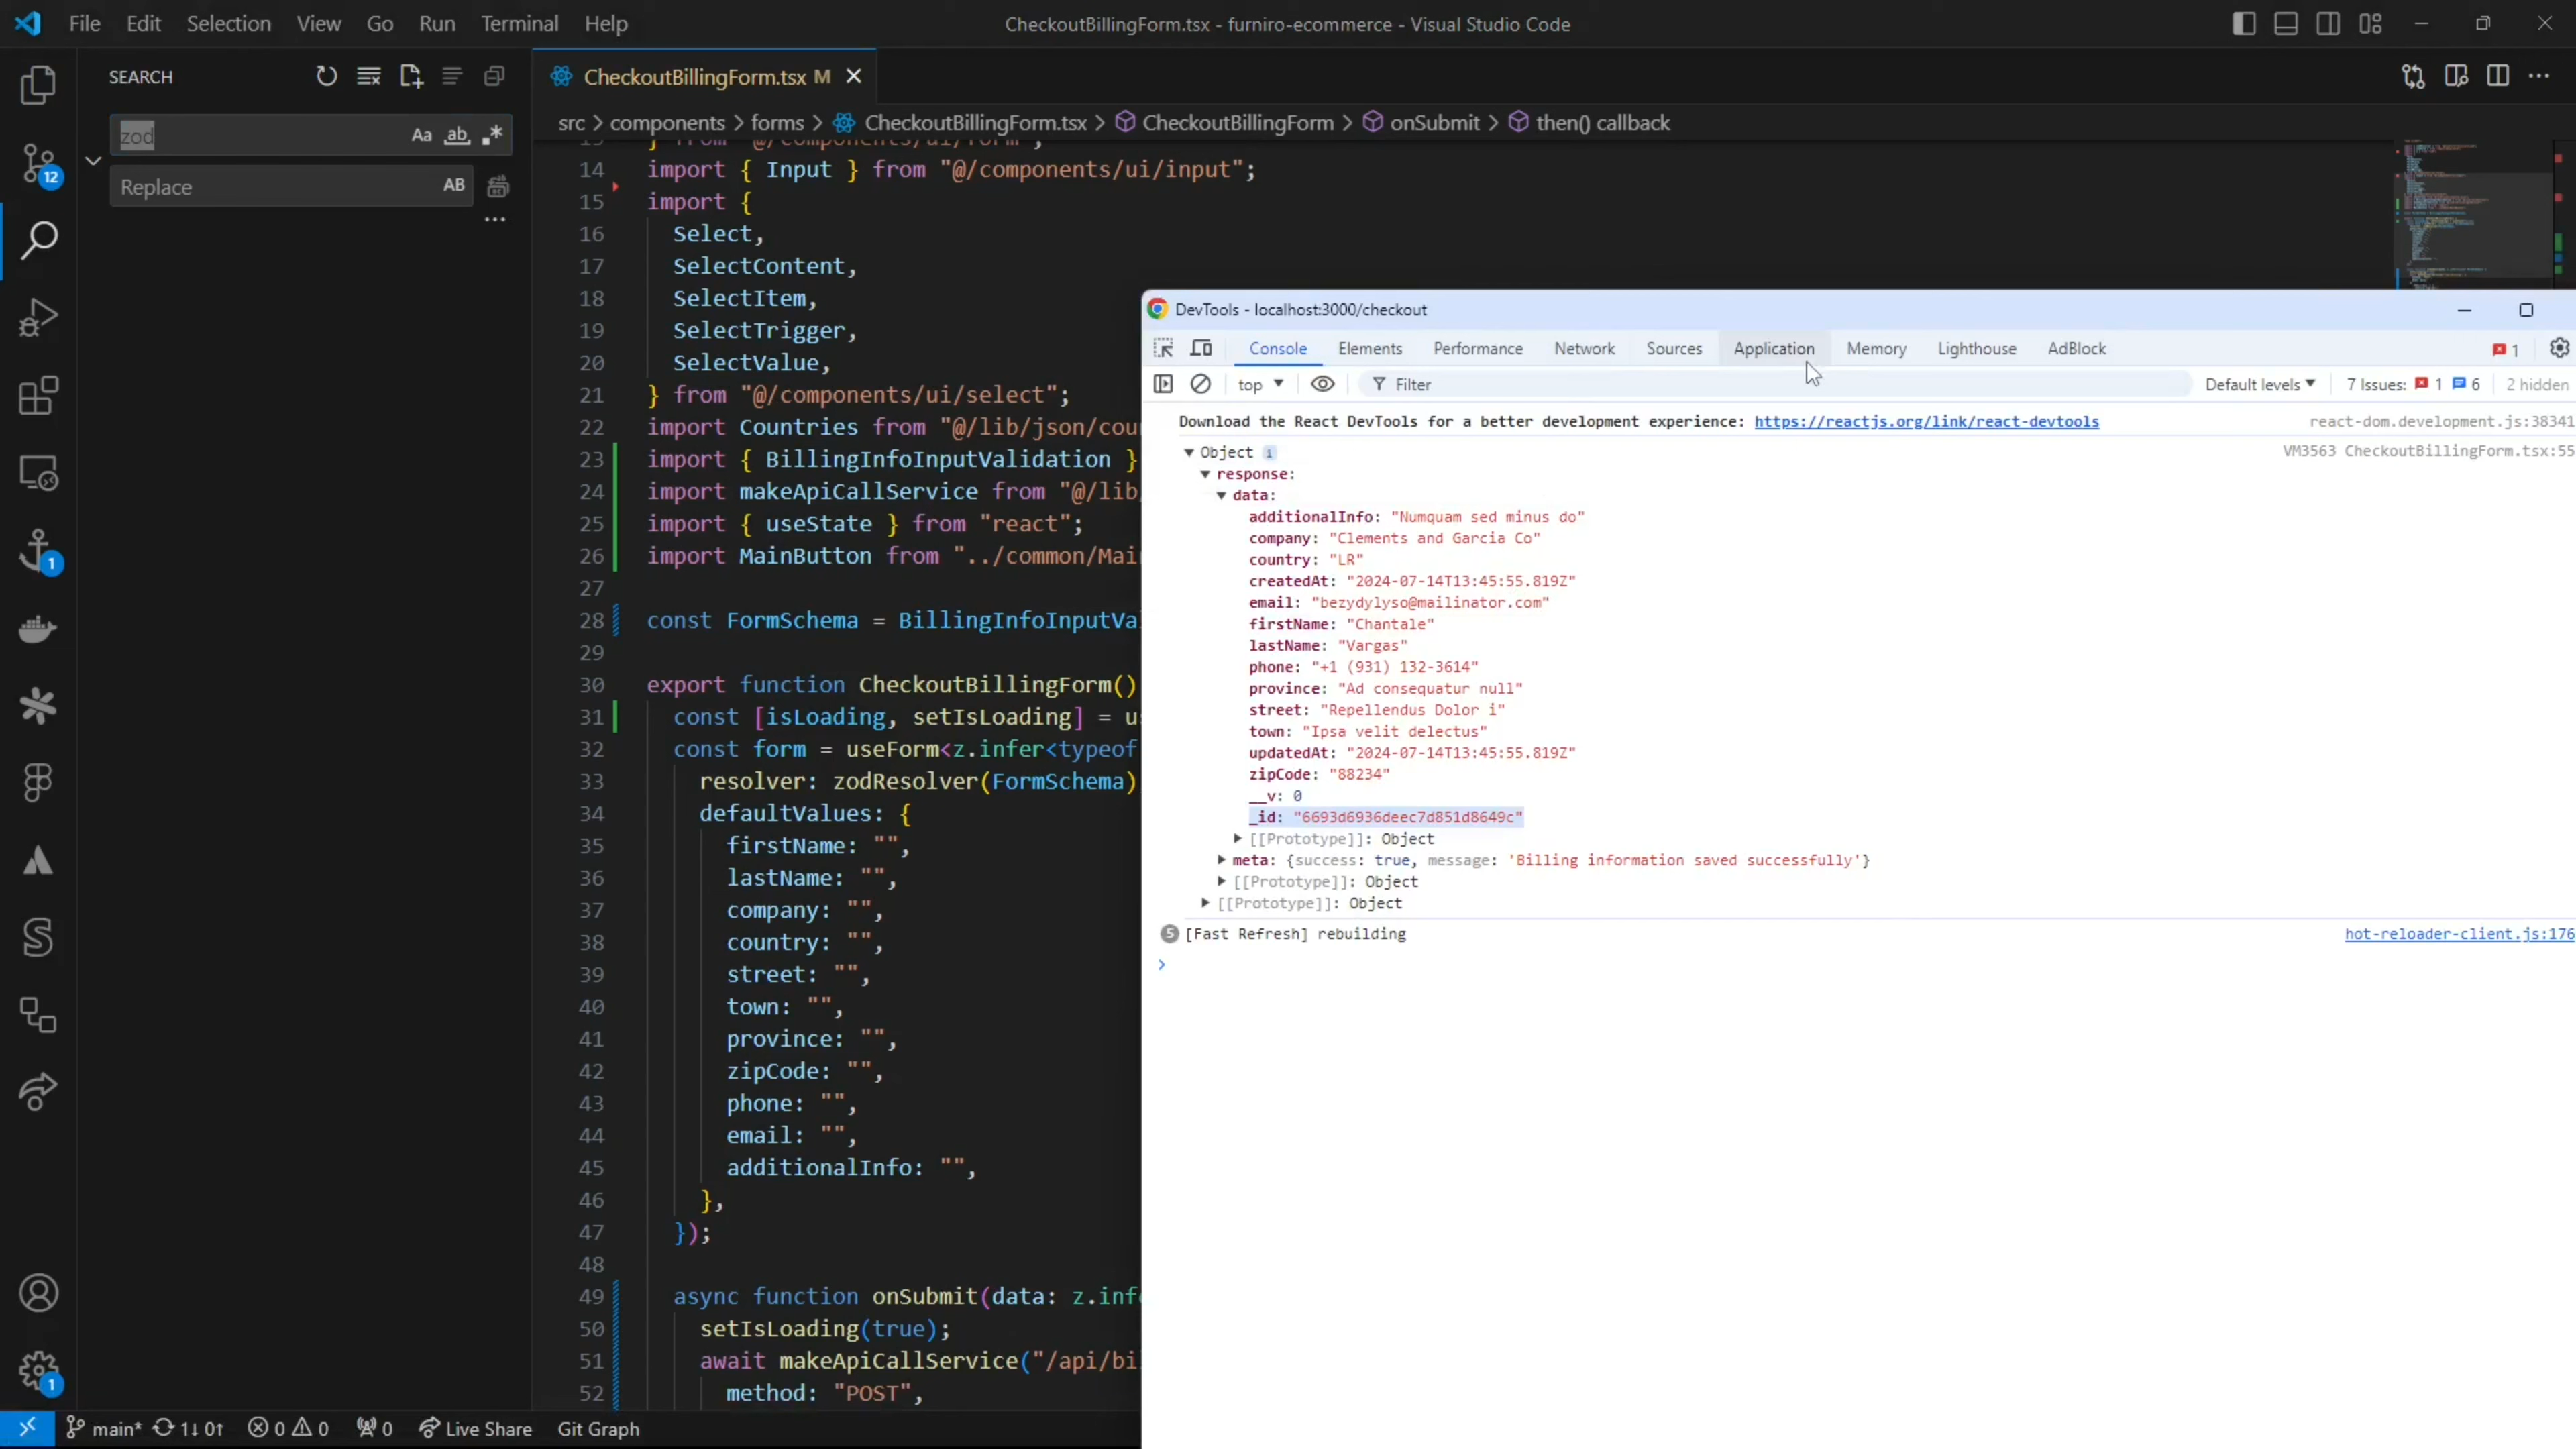 File Edit Selection View Go Run Terminal Help
CheckoutBillingForm.tsx - furniro-ecommerce - Visual Studio Code
SEARCH
CheckoutBillingForm.tsx M
zod
Aa ab
Replace
AB
12
1
1
src > components > forms > CheckoutBillingForm.tsx > CheckoutBillingForm > onSubmit > then() callback
14 import { Input } from "@/components/ui/input";
15 import {
16 Select,
17 SelectContent,
18 SelectItem,
19 SelectTrigger,
20 SelectValue,
21 } from "@/components/ui/select";
22 import Countries from "@/lib/json/cou
23 import { BillingInfoInputValidation }
24 import makeApiCallService from "@/lib
25 import { useState } from "react";
26 import MainButton from "../common/Mai
27
28 const FormSchema = BillingInfoInputVa
29
30 export function CheckoutBillingForm()
31 const [isLoading, setIsLoading] = u
32 const form = useForm<z.infer<typeof
33 resolver: zodResolver(FormSchema)
34 defaultValues: {
35 firstName: "",
36 lastName: "",
37 company: "",
38 country: "",
39 street: "",
40 town: "",
41 province: "",
42 zipCode: "",
43 phone: "",
44 email: "",
45 additionalInfo: "",
46 },
47 });
48
49 async function onSubmit(data: z.inf
50 setIsLoading(true);
51 await makeApiCallService("/api/bi
52 method: "POST",
DevTools - localhost:3000/checkout
Console Elements Performance Network Sources Application Memory Lighthouse AdBlock 1
top Filter Default levels 7 Issues: 1 6 2 hidden
Download the React DevTools for a better development experience: https://reactjs.org/link/react-devtools react-dom.development.js:38341
Object i VM3563 CheckoutBillingForm.tsx:55
response:
data:
additionalInfo: "Numquam sed minus do"
company: "Clements and Garcia Co"
country: "LR"
createdAt: "2024-07-14T13:45:55.819Z"
email: "bezydylyso@mailinator.com"
firstName: "Chantale"
lastName: "Vargas"
phone: "+1 (931) 132-3614"
province: "Ad consequatur null"
street: "Repellendus Dolor i"
town: "Ipsa velit delectus"
updatedAt: "2024-07-14T13:45:55.819Z"
zipCode: "88234"
__v: 0
_id: "6693d6936deec7d851d8649c"
[[Prototype]]: Object
meta: {success: true, message: 'Billing information saved successfully'}
[[Prototype]]: Object
[[Prototype]]: Object
5 [Fast Refresh] rebuilding hot-reloader-client.js:176
main* 1↓ 0↑ 0 0 0 Live Share Git Graph